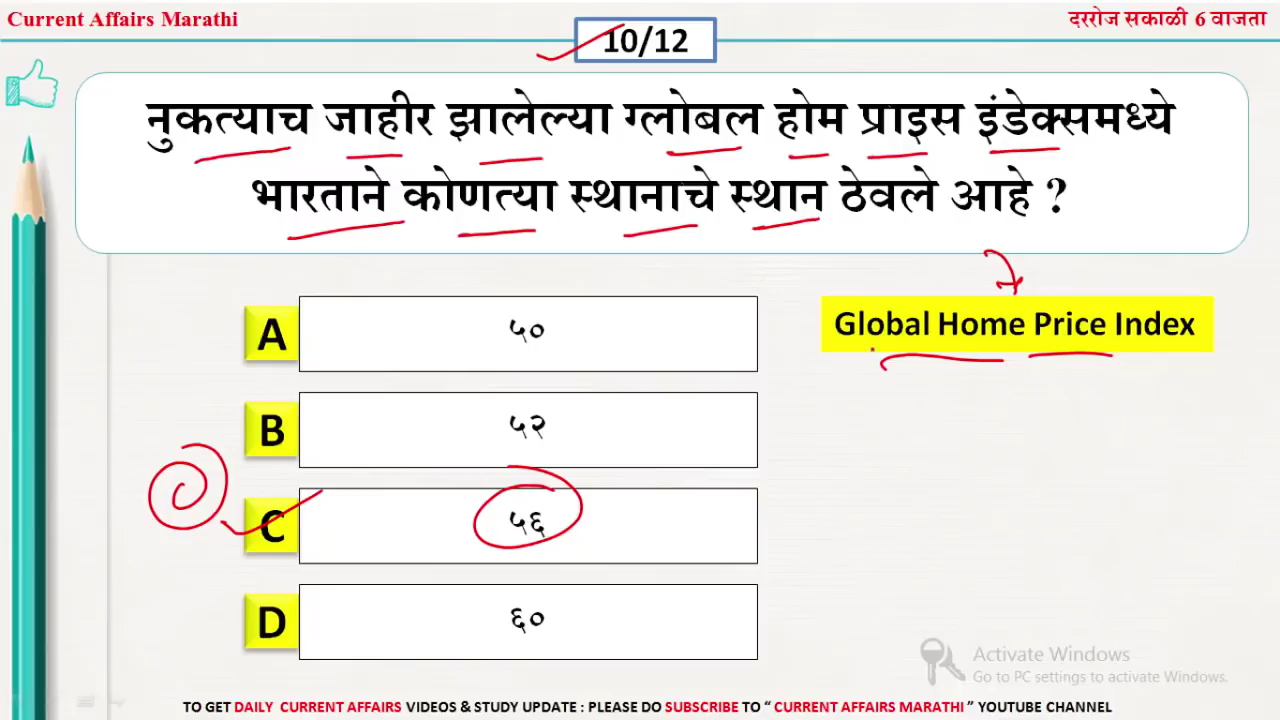 Current Affairs Marathi
दररोज सकाळी 6 वाजता
10/12
नुकत्याच जाहीर झालेल्या ग्लोबल होम प्राइस इंडेक्समध्ये
भारताने कोणत्या स्थानाचे स्थान ठेवले आहे ?
A ५०
Global Home Price Index
B ५२
C ५६
D ६०
Activate Windows
Go to PC settings to activate Windows.
TO GET DAILY CURRENT AFFAIRS VIDEOS & STUDY UPDATE : PLEASE DO SUBSCRIBE TO “ CURRENT AFFAIRS MARATHI ” YOUTUBE CHANNEL